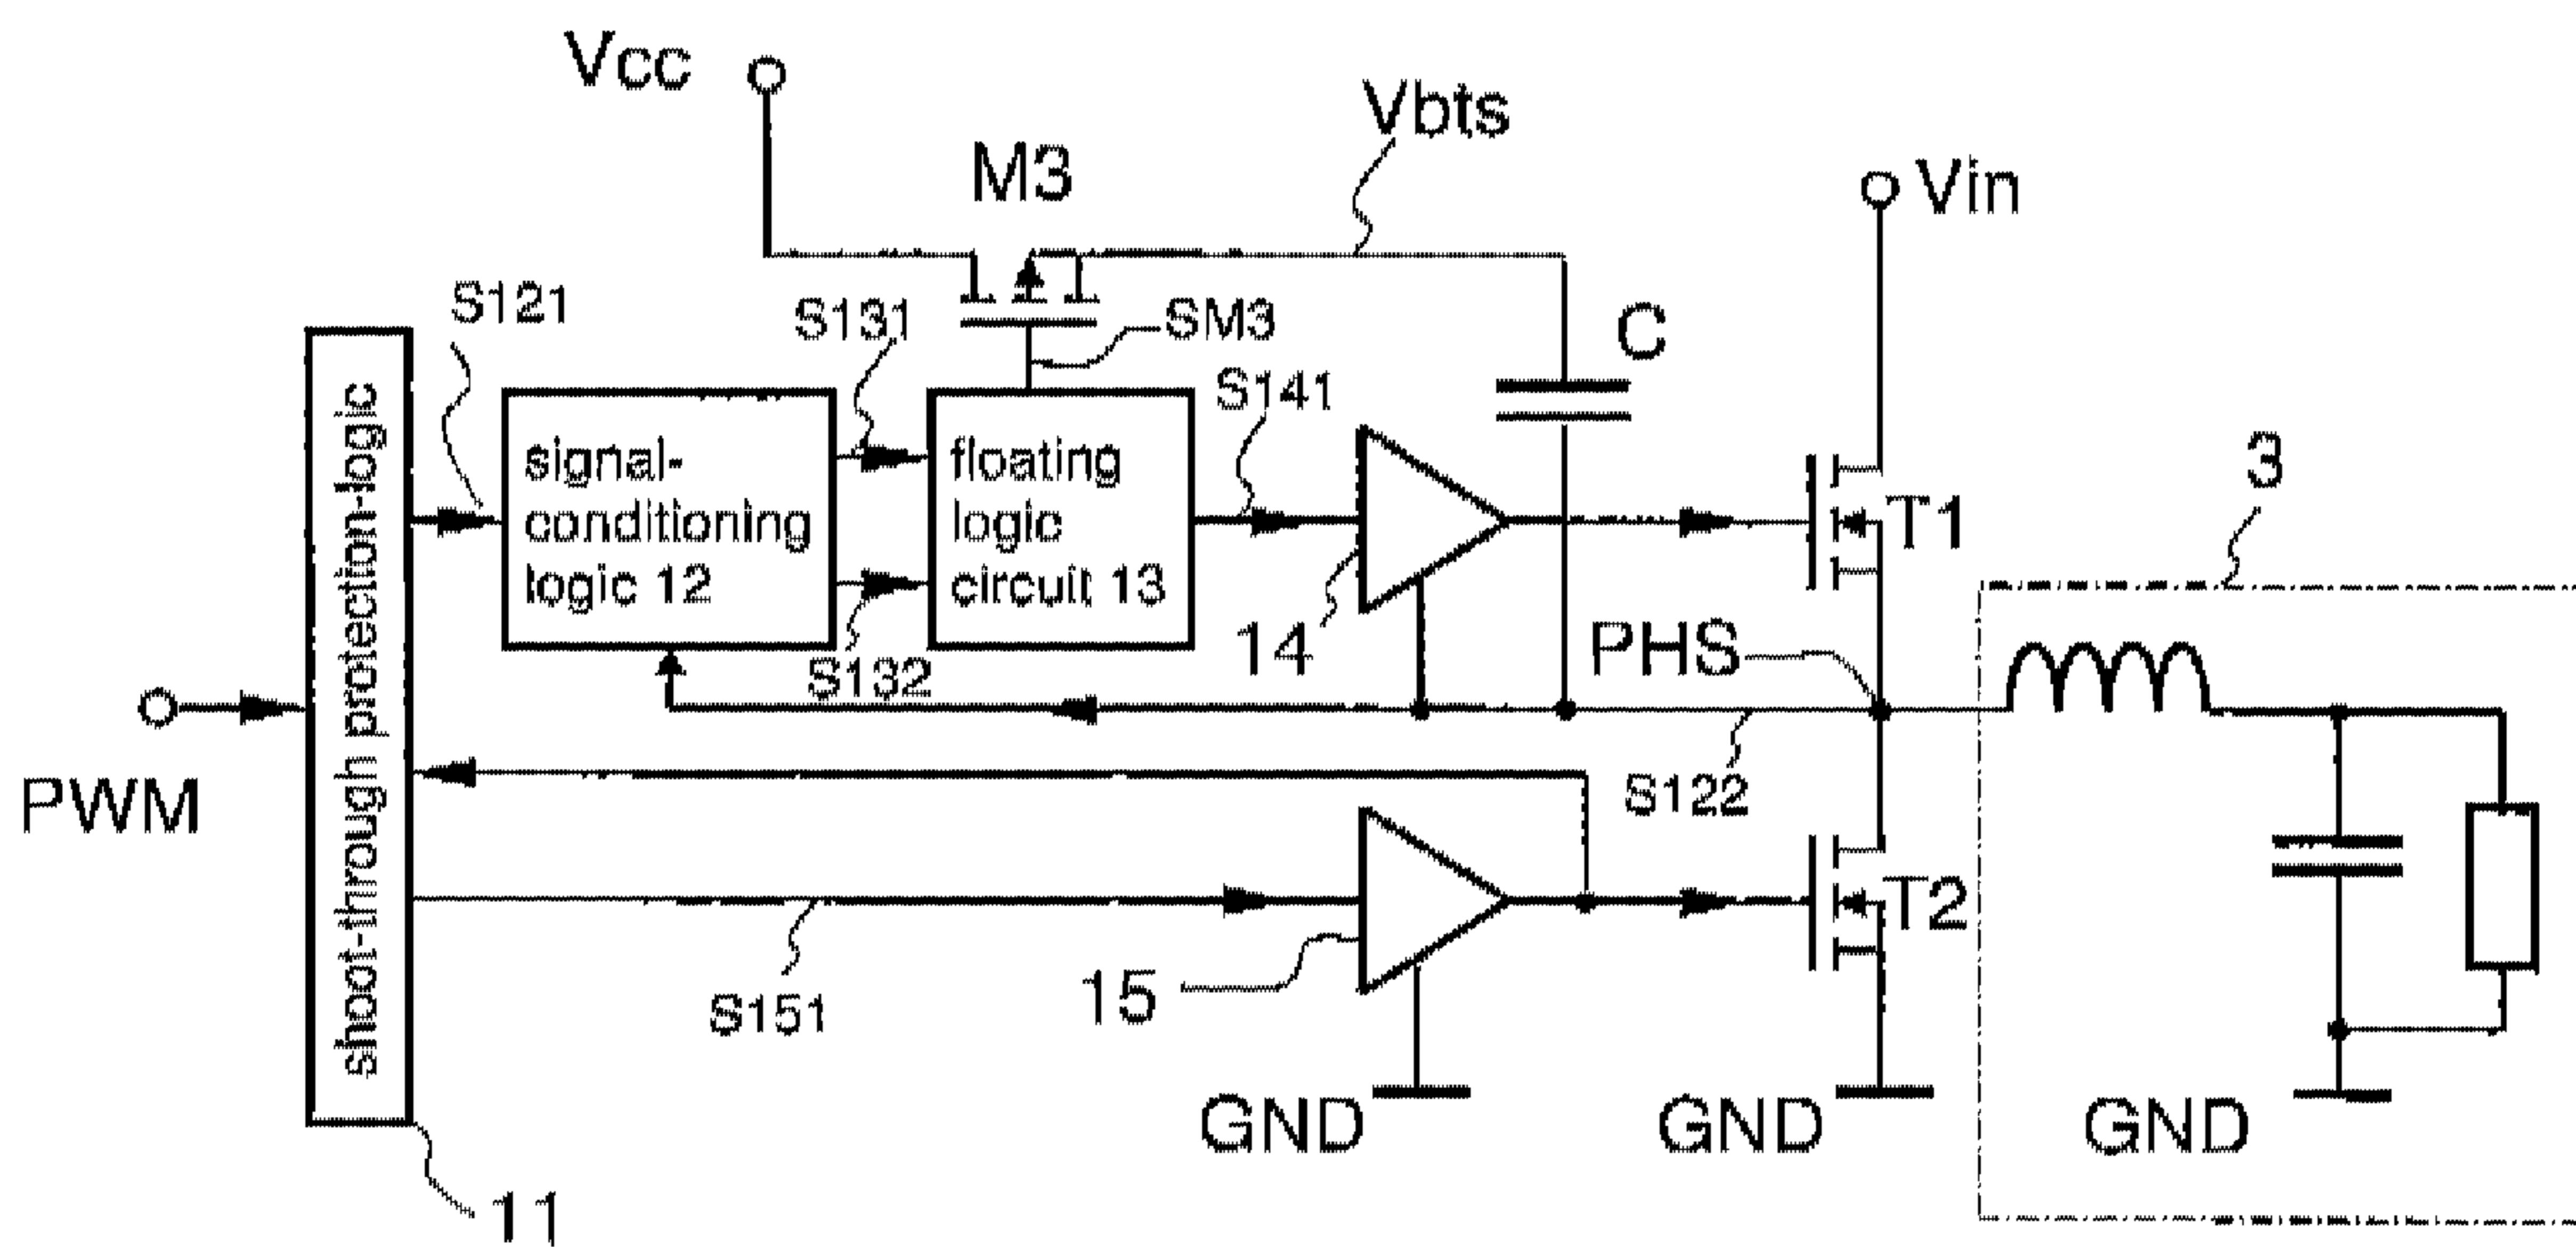 Vcc
Vbts
M3
Vin
S121
S131
SM3
C
S141
shoot-through protection-logic
signal-
conditioning
logic 12
floating
logic
circuit 13
T1
3
14
PHS
S132
PWM
S122
T2
15
S151
GND
GND
GND
11